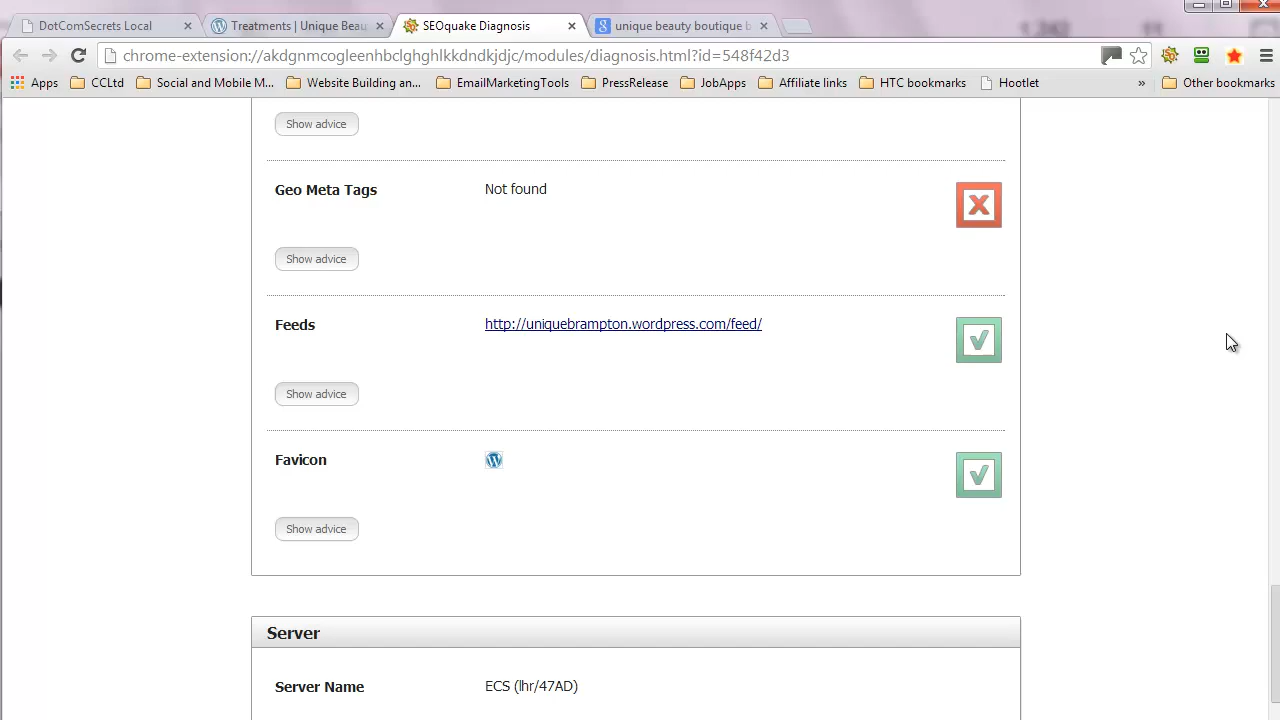 DotComSecrets Local
Treatments | Unique Beau
SEOquake Diagnosis
unique beauty boutique b
chrome-extension://akdgnmcogleenhbclghghlkkdndkjdjc/modules/diagnosis.html?id=548f42d3
Apps
CCLtd
Social and Mobile M...
Website Building an...
EmailMarketingTools
PressRelease
JobApps
Affiliate links
HTC bookmarks
Hootlet
»
Other bookmarks
Show advice
Geo Meta Tags
Not found
Show advice
Feeds
http://uniquebrampton.wordpress.com/feed/
Show advice
Favicon
Show advice
Server
Server Name
ECS (lhr/47AD)